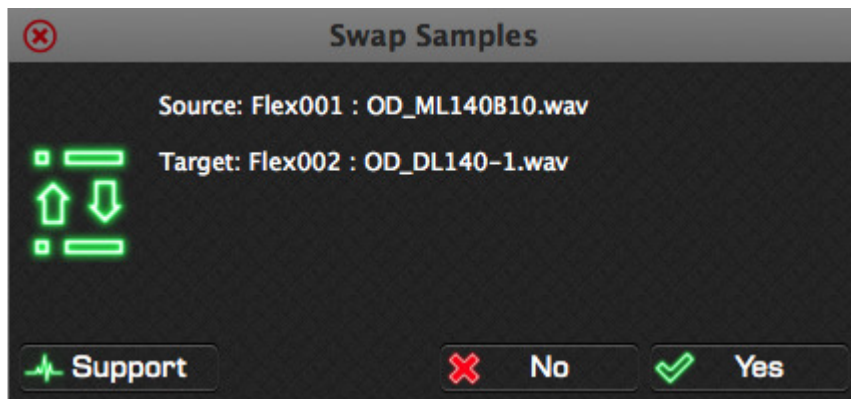 Swap Samples
Source: Flex001 : OD_ML140B10.wav
Target: Flex002 : OD_DL140-1.wav
Support
No
Yes